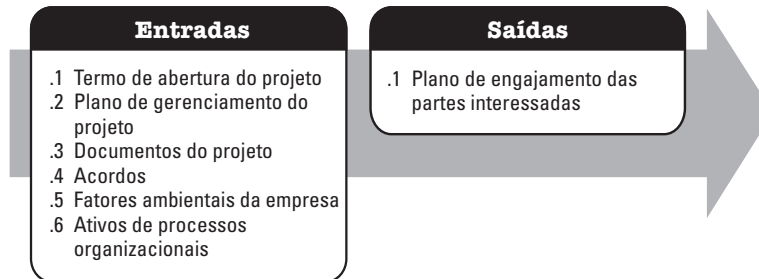 Entradas
.1 Termo de abertura do projeto
.2 Plano de gerenciamento do
projeto
.3 Documentos do projeto
.4 Acordos
.5 Fatores ambientais da empresa
.6 Ativos de processos
organizacionais
Saídas
.1 Plano de engajamento das
partes interessadas